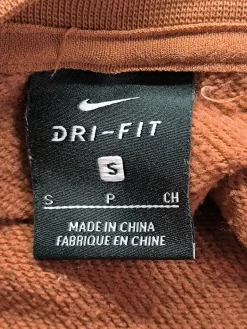 DRI-FIT
S
S P CH
MADE IN CHINA
FABRIQUE EN CHINE